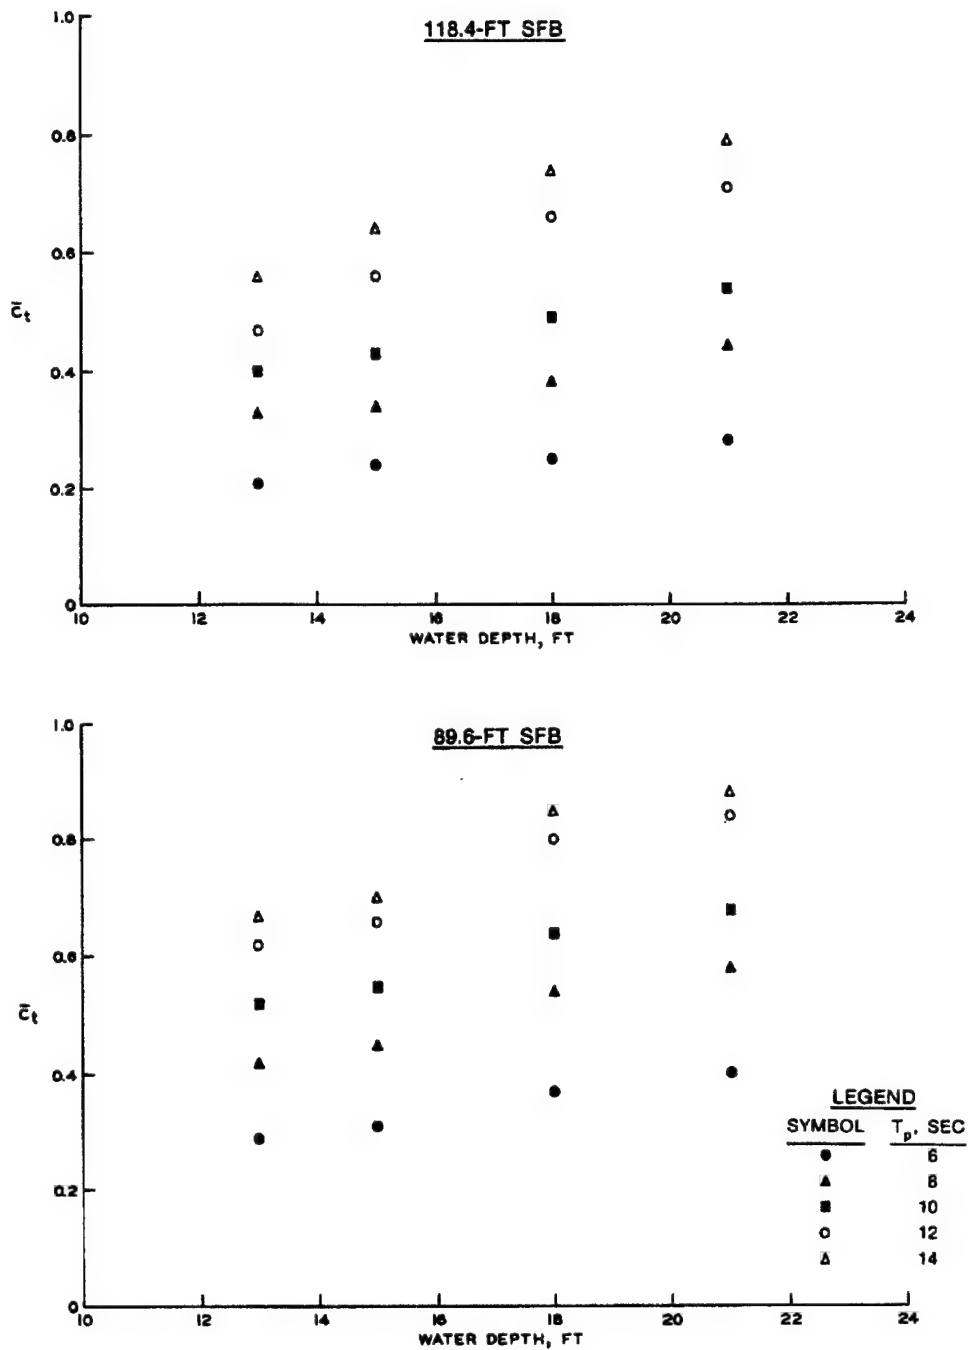 118.4-FT SFB
1.0
0.8
0.6
0.4
0.2
0
c̄t
10 12 14 16 18 20 22 24
WATER DEPTH, FT
89.6-FT SFB
1.0
0.8
0.6
0.4
0.2
0
c̄t
10 12 14 16 18 20 22 24
WATER DEPTH, FT
LEGEND
SYMBOL Tp, SEC
6
8
10
12
14